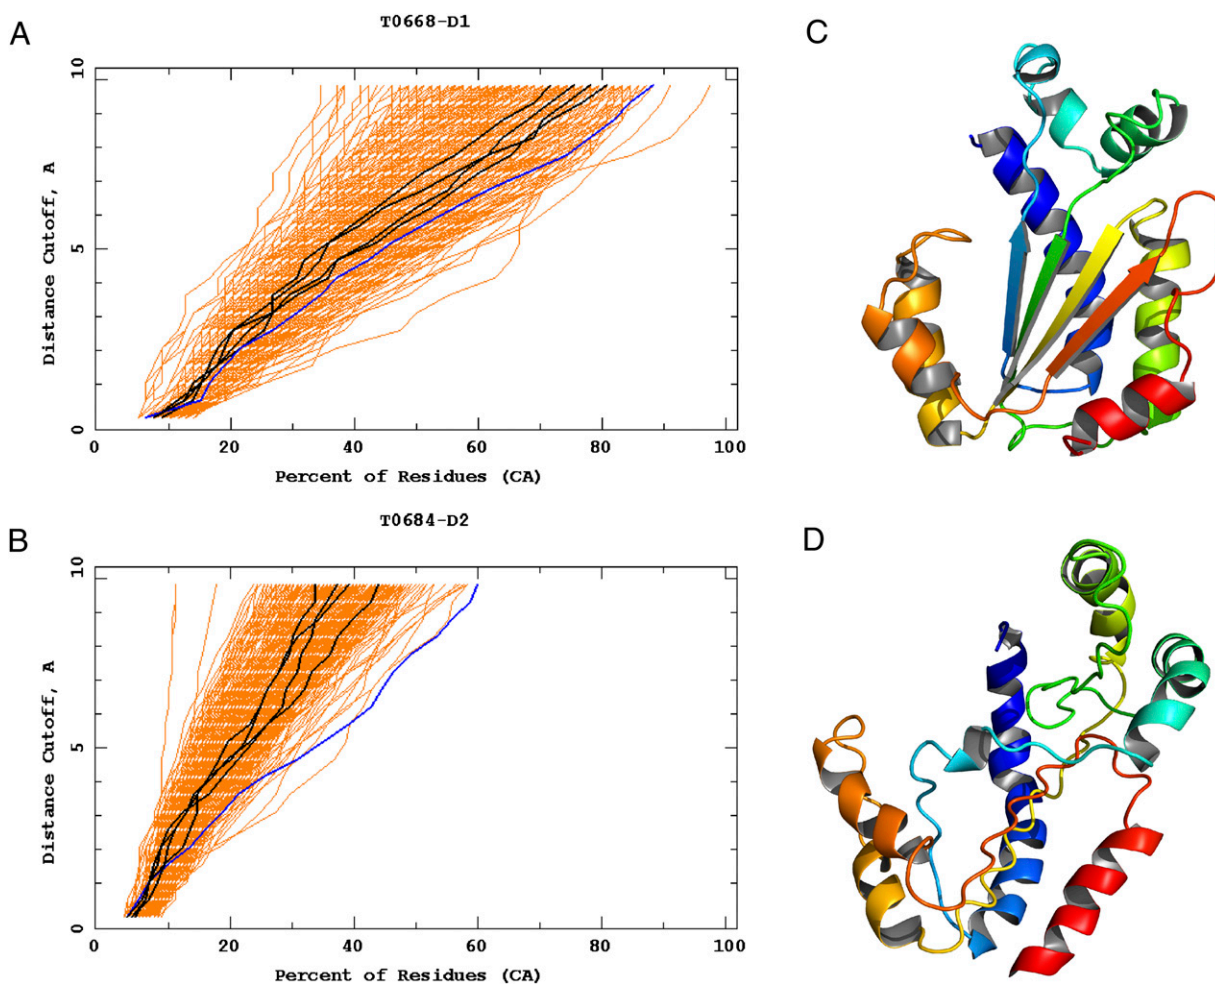 A
T0668-D1
10
5
0
Distance Cutoff, A
0 20 40 60 80 100
Percent of Residues (CA)
B
T0684-D2
10
5
0
Distance Cutoff, A
0 20 40 60 80 100
Percent of Residues (CA)
C
D